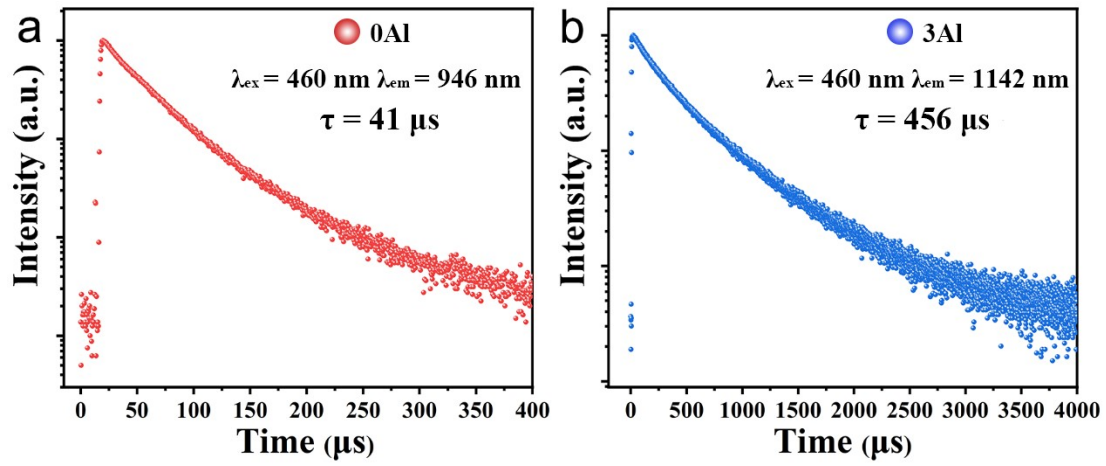 a
0Al
λex = 460 nm λem = 946 nm
τ = 41 μs
Intensity (a.u.)
0 50 100 150 200 250 300 350 400
Time (μs)
b
3Al
λex = 460 nm λem = 1142 nm
τ = 456 μs
Intensity (a.u.)
0 500 1000 1500 2000 2500 3000 3500 4000
Time (μs)